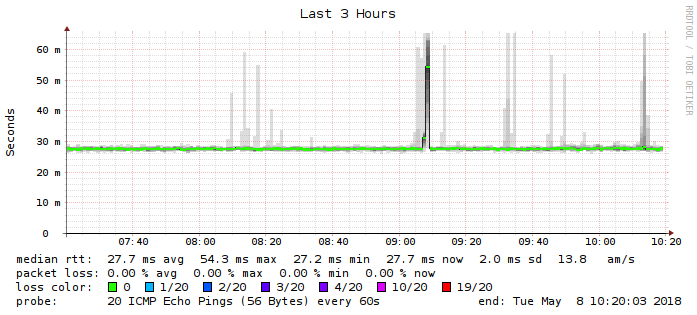 Last 3 Hours
RRDTOOL / TOBI OETIKER
Seconds
60 m
50 m
40 m
30 m
20 m
10 m
0
07:40 08:00 08:20 08:40 09:00 09:20 09:40 10:00 10:20
median rtt: 27.7 ms avg 54.3 ms max 27.2 ms min 27.7 ms now 2.0 ms sd 13.8 am/s
packet loss: 0.00 % avg 0.00 % max 0.00 % min 0.00 % now
loss color: 0 1/20 2/20 3/20 4/20 10/20 19/20
probe: 20 ICMP Echo Pings (56 Bytes) every 60s end: Tue May 8 10:20:03 2018